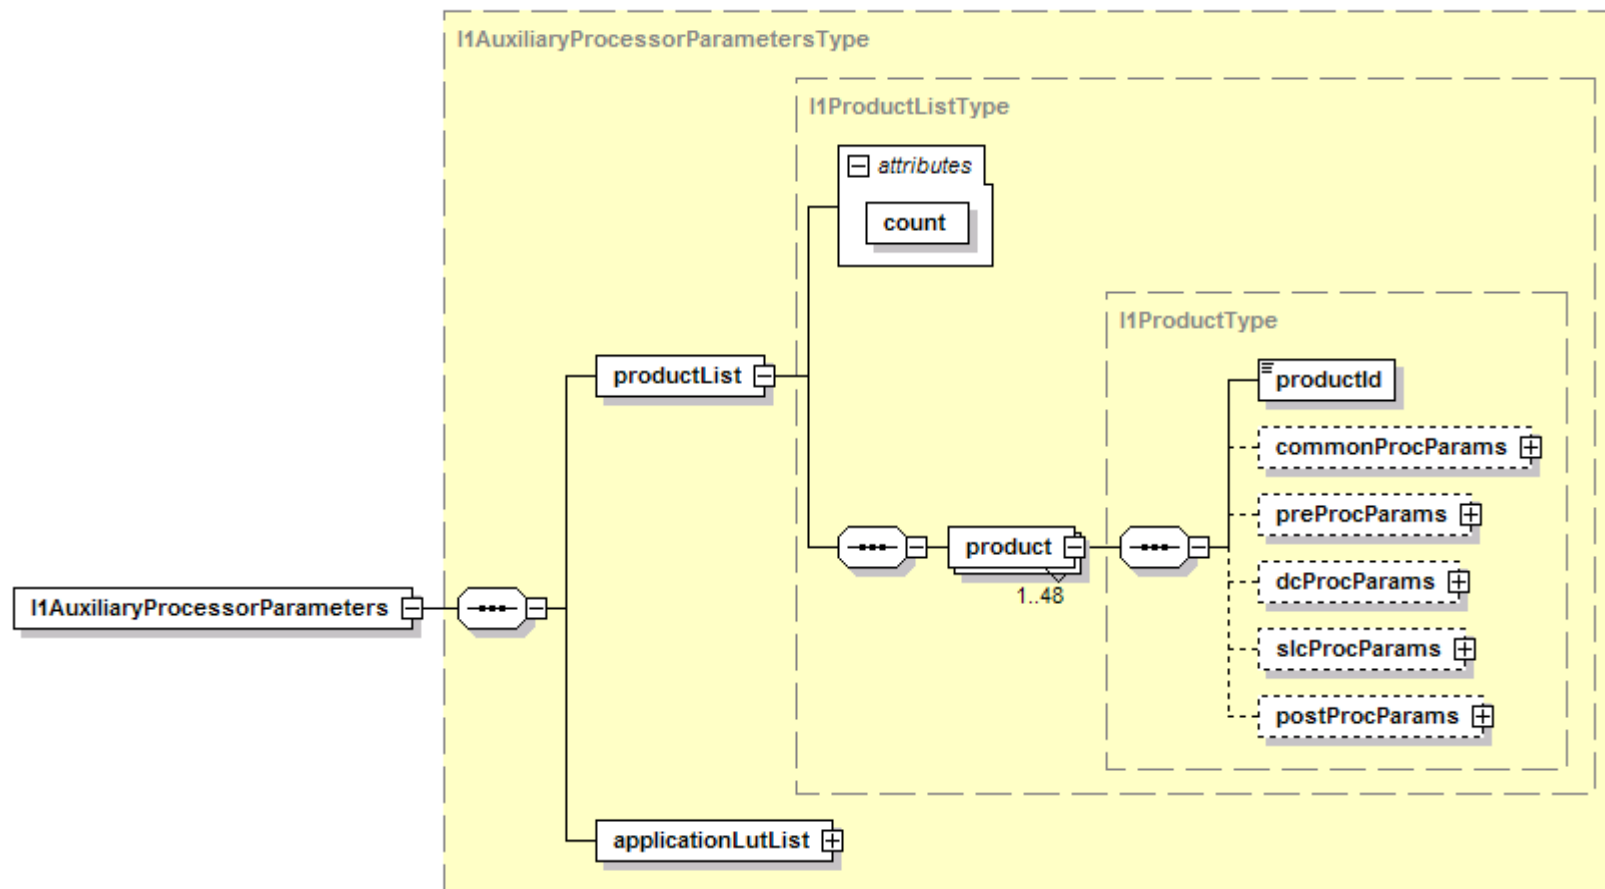 l1AuxiliaryProcessorParametersType
l1ProductListType
attributes
count
l1ProductType
productList
productId
commonProcParams
preProcParams
product
1..48
dcProcParams
l1AuxiliaryProcessorParameters
slcProcParams
postProcParams
applicationLutList